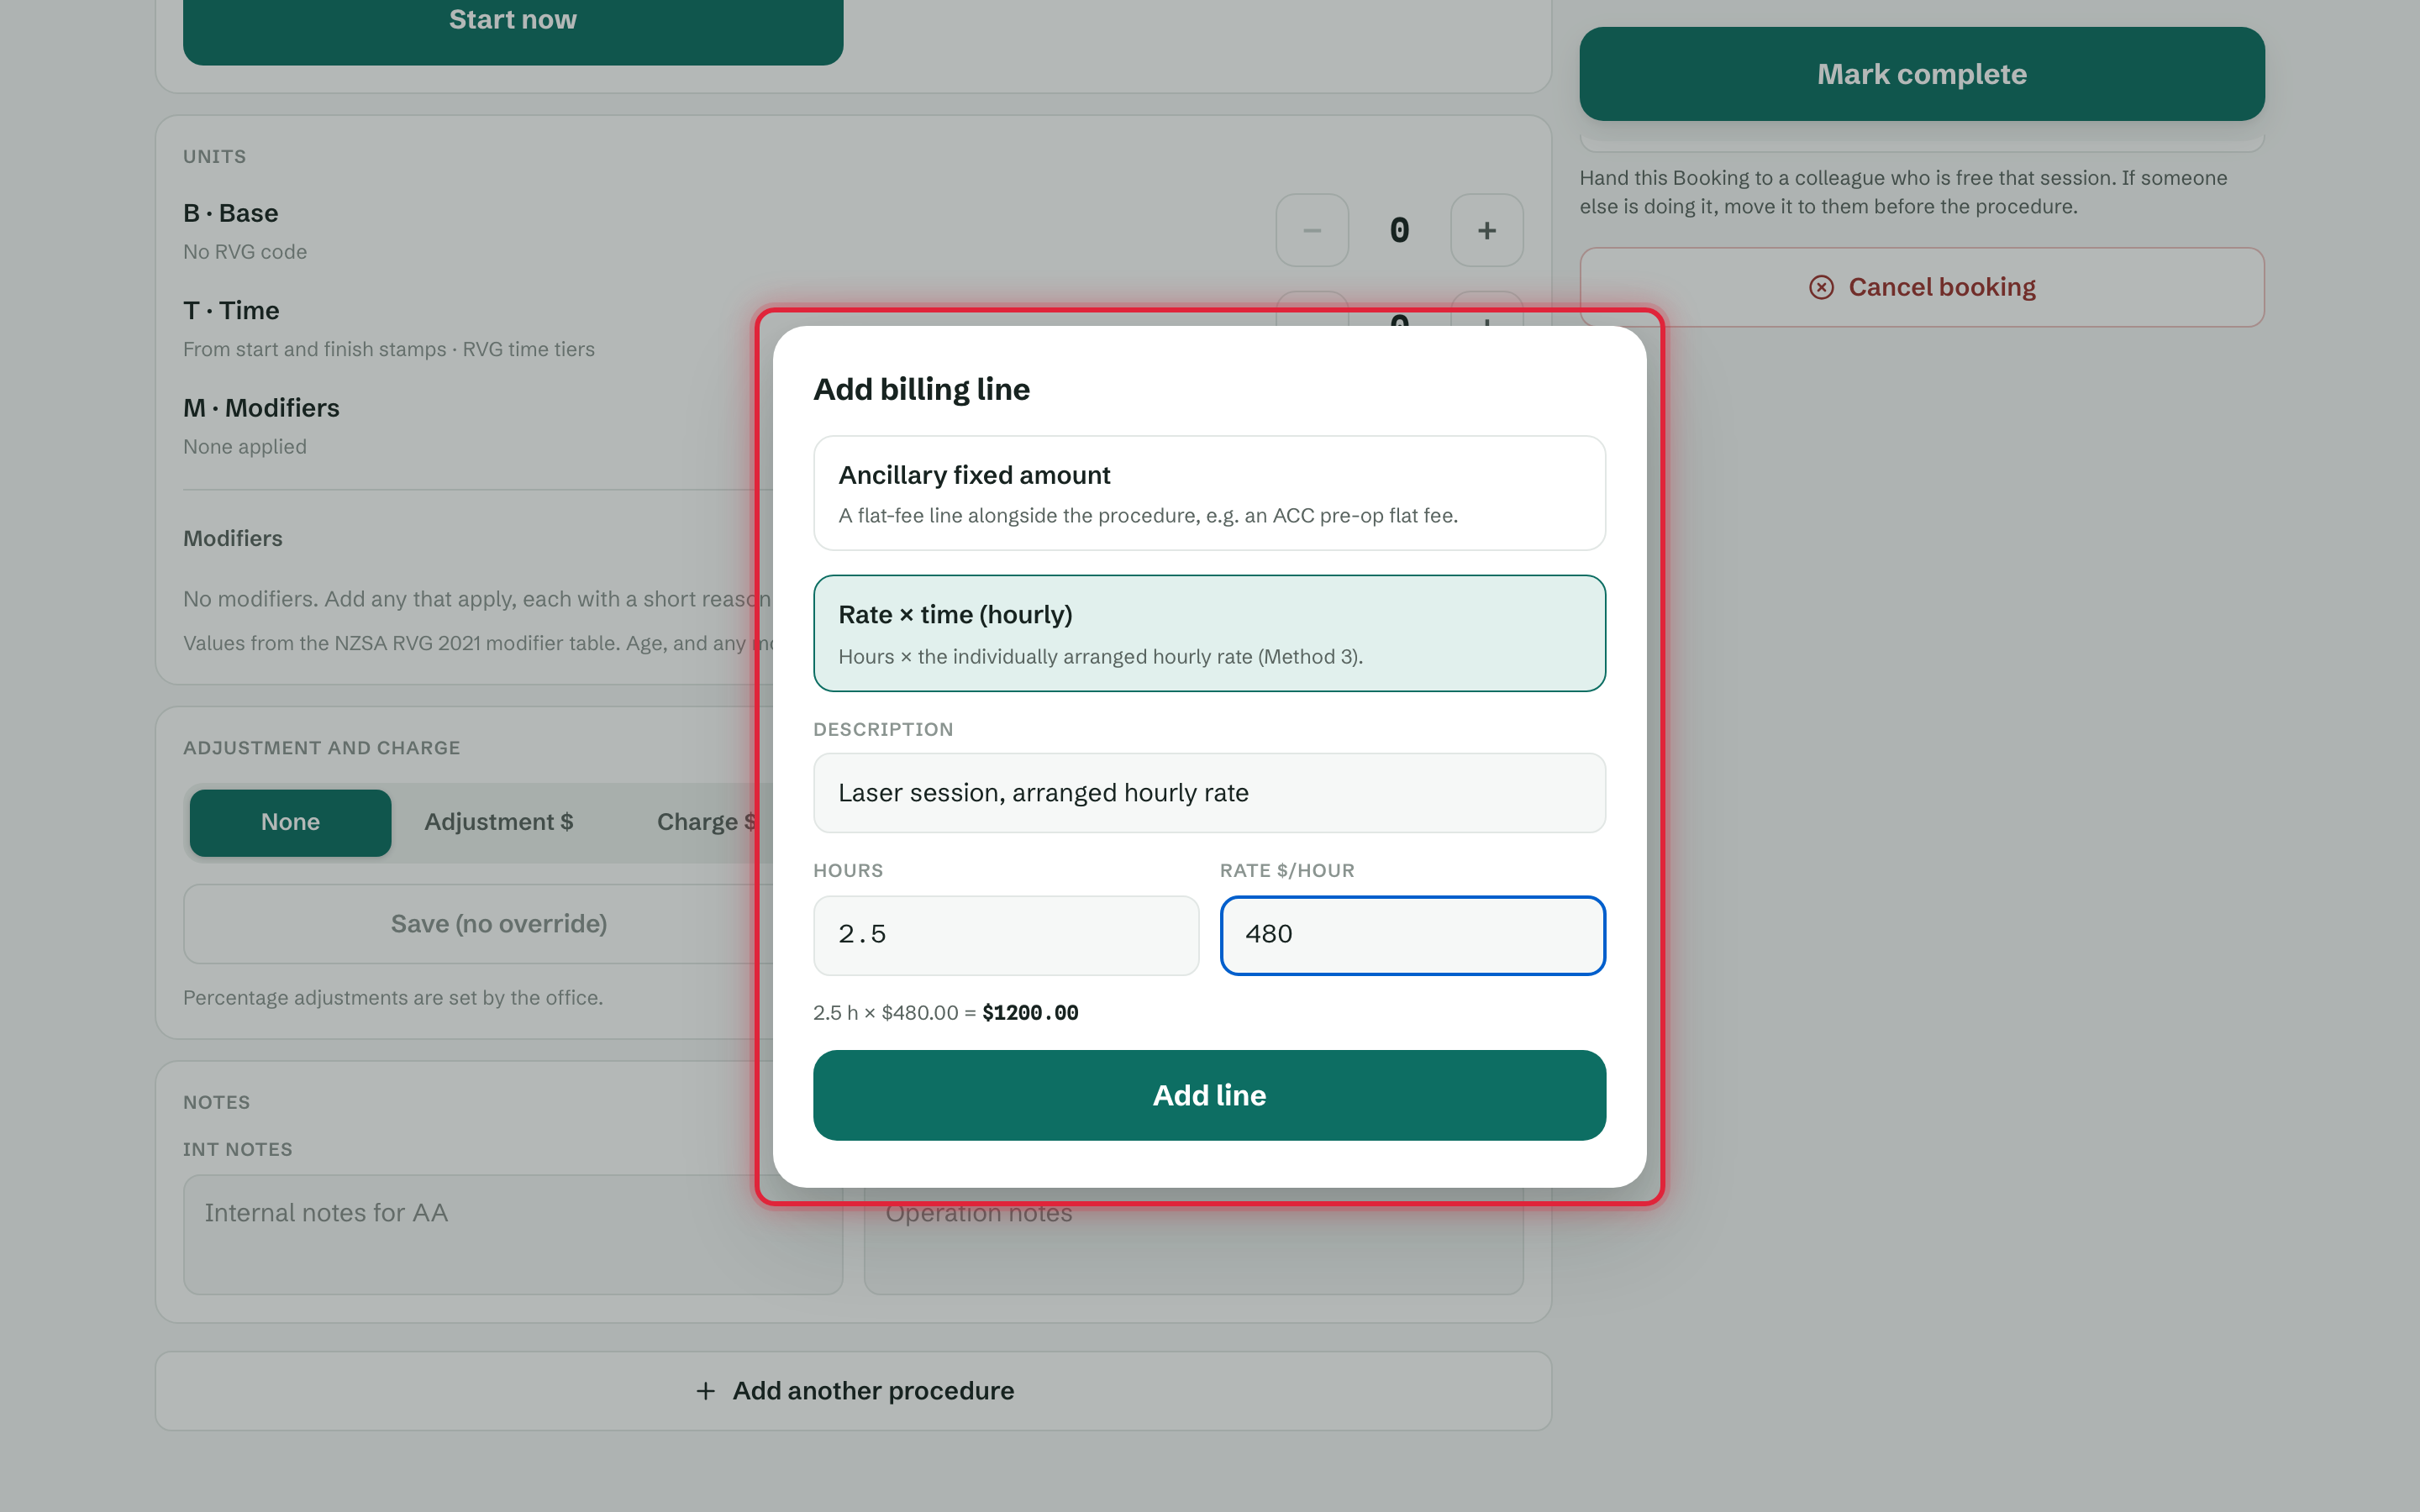 Start now
Mark complete
UNITS
B · Base
No RVG code
−
0
+
Hand this Booking to a colleague who is free that session. If someone
else is doing it, move it to them before the procedure.
T · Time
From start and finish stamps · RVG time tiers
0
+
Cancel booking
M · Modifiers
None applied
Modifiers
No modifiers. Add any that apply, each with a short reason
Values from the NZSA RVG 2021 modifier table. Age, and any
ADJUSTMENT AND CHARGE
None
Adjustment $
Charge $
Save (no override)
Percentage adjustments are set by the office.
NOTES
INT NOTES
Internal notes for AA
Operation notes
+ Add another procedure
Add billing line
Ancillary fixed amount
A flat-fee line alongside the procedure, e.g. an ACC pre-op flat fee.
Rate × time (hourly)
Hours × the individually arranged hourly rate (Method 3).
DESCRIPTION
Laser session, arranged hourly rate
HOURS
RATE $/HOUR
2.5
480
2.5 h × $480.00 = $1200.00
Add line